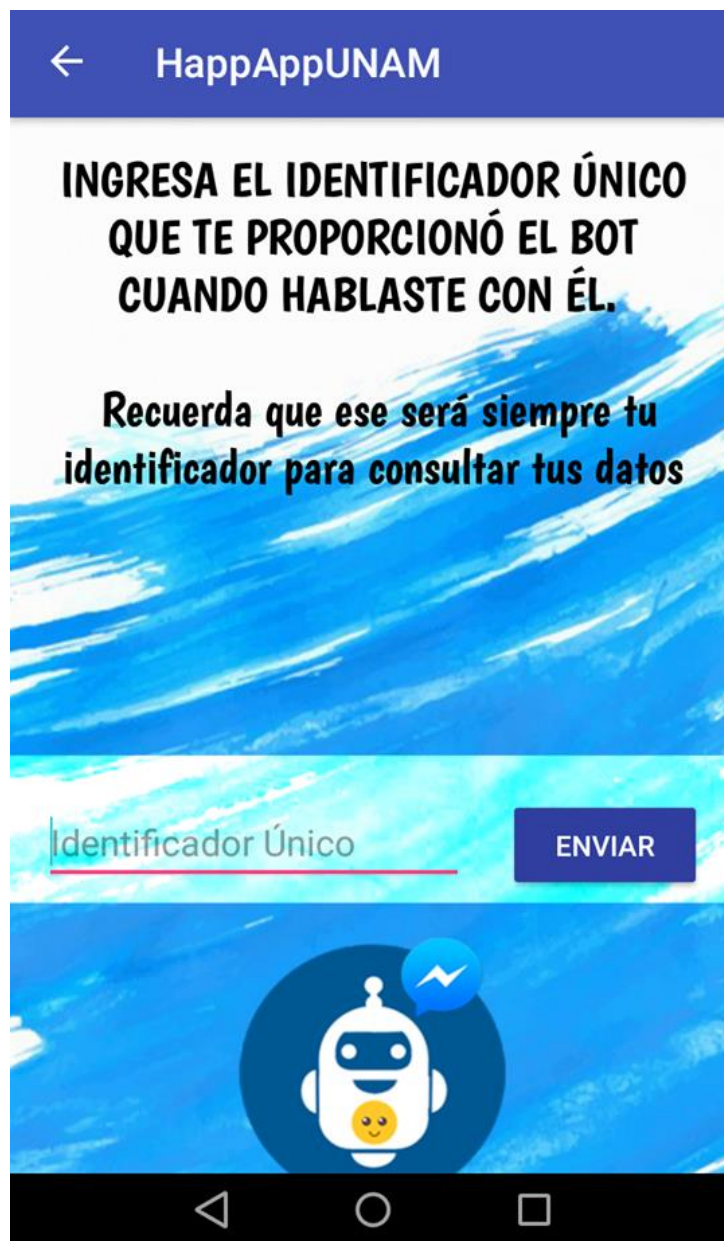 HappAppUNAM
INGRESA EL IDENTIFICADOR ÚNICO
QUE TE PROPORCIONÓ EL BOT
CUANDO HABLASTE CON ÉL.
Recuerda que ese será siempre tu
identificador para consultar tus datos
Identificador Único
ENVIAR